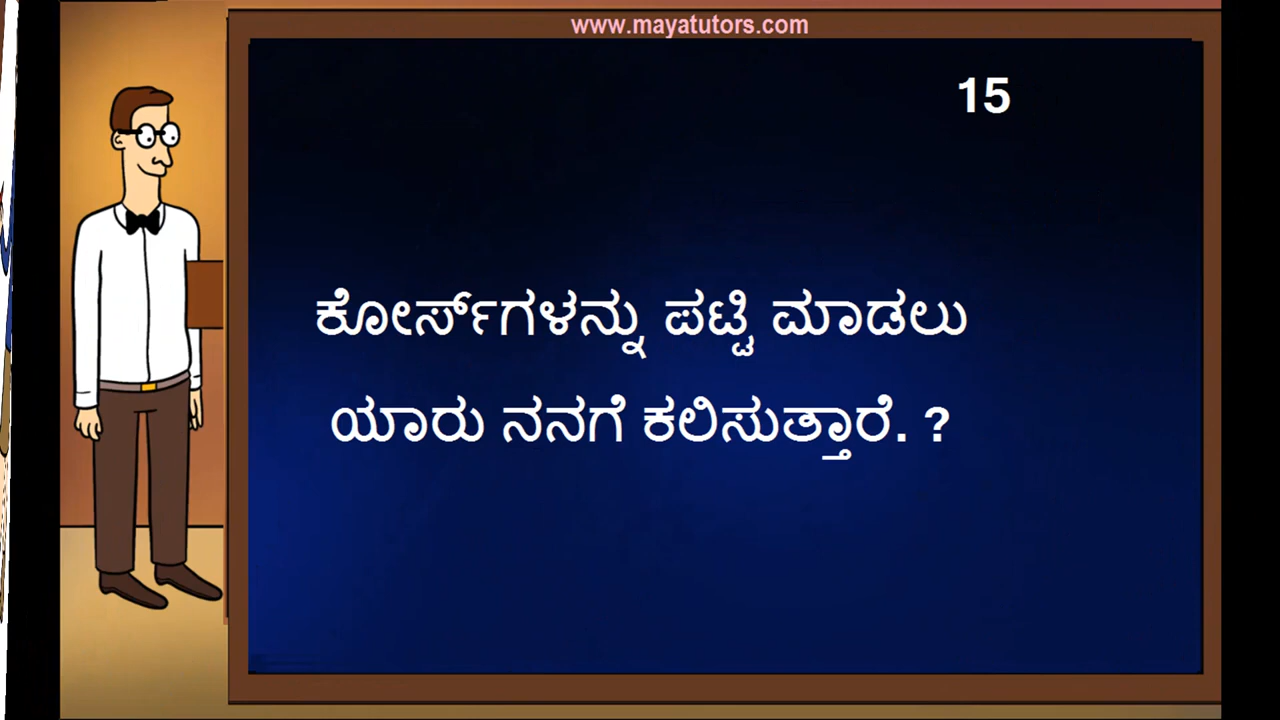 www.mayatutors.com
15
ಕೋರ್ಸ್‌ಗಳನ್ನು ಪಟ್ಟಿ ಮಾಡಲು
ಯಾರು ನನಗೆ ಕಲಿಸುತ್ತಾರೆ. ?